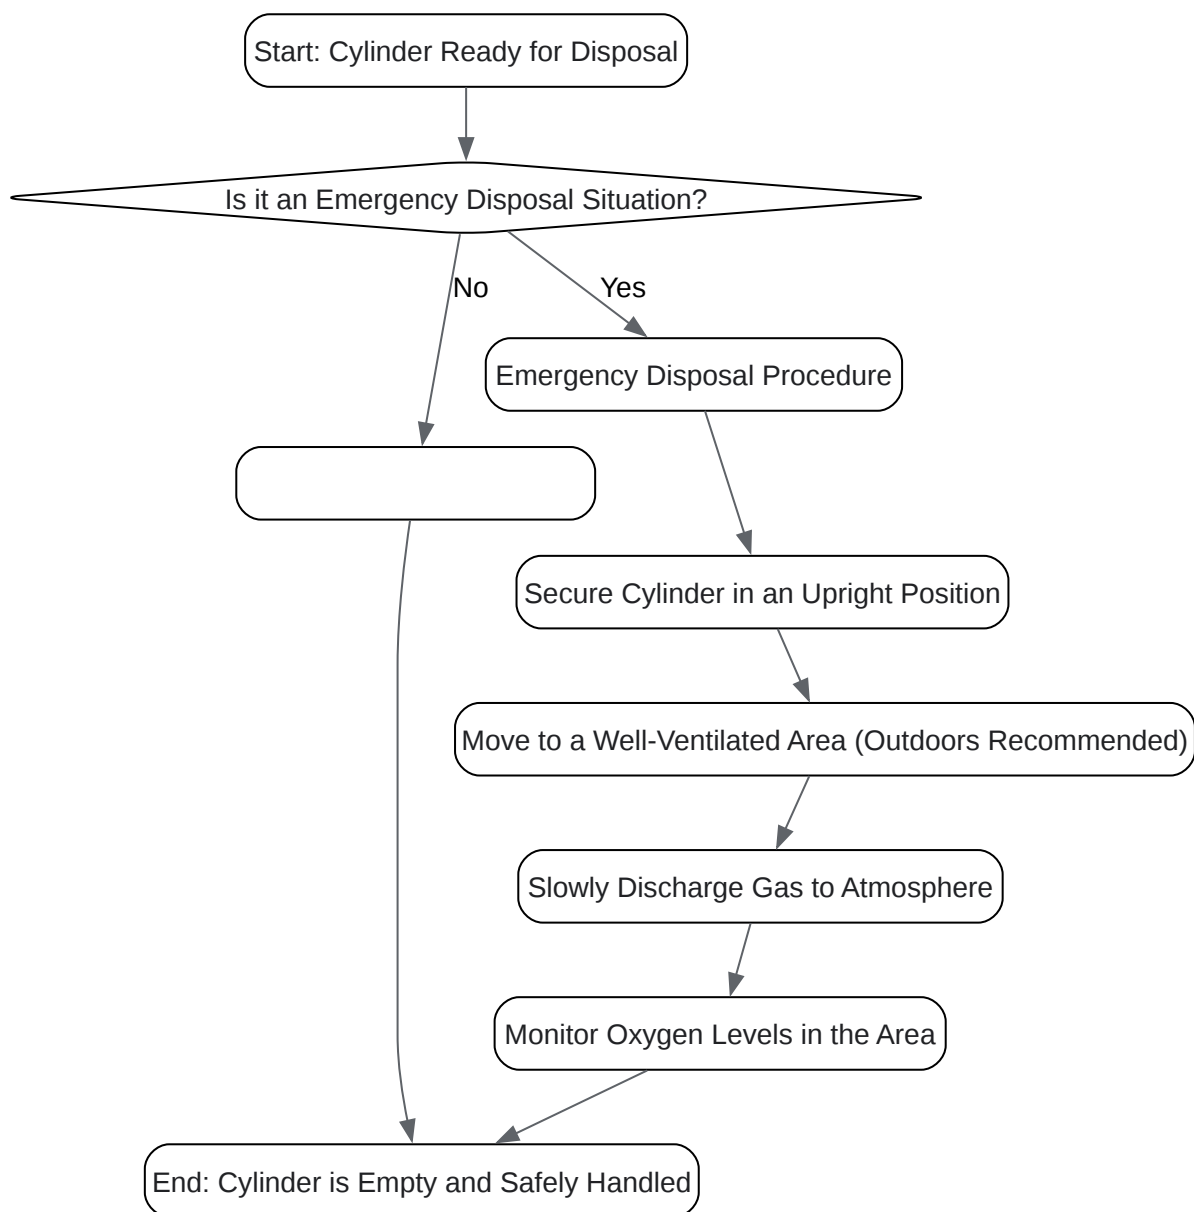 Start: Cylinder Ready for Disposal
Is it an Emergency Disposal Situation?
No
Yes
Emergency Disposal Procedure
Secure Cylinder in an Upright Position
Move to a Well-Ventilated Area (Outdoors Recommended)
Slowly Discharge Gas to Atmosphere
Monitor Oxygen Levels in the Area
End: Cylinder is Empty and Safely Handled